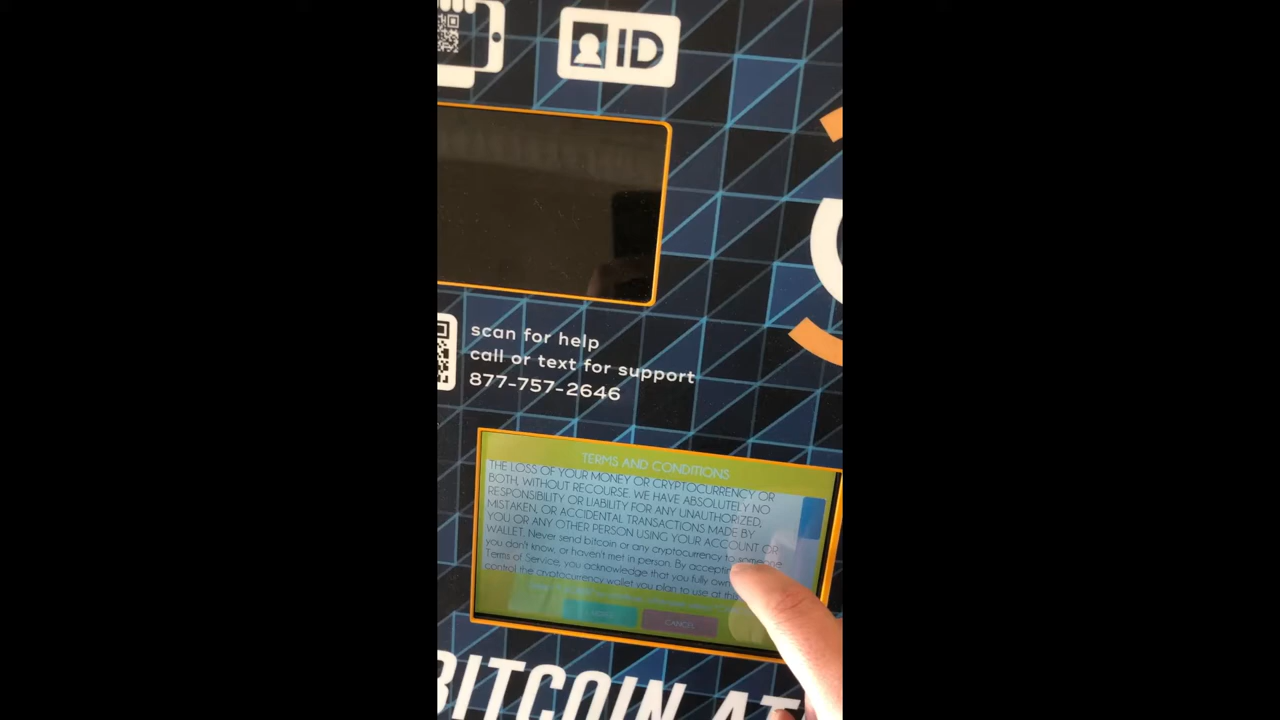 ID
scan for help
call or text for support
877-757-2646
TERMS AND CONDITIONS
THE LOSS OF YOUR MONEY OR CRYPTOCURRENCY OR
BOTH, WITHOUT RECOURSE. WE HAVE ABSOLUTELY NO
RESPONSIBILITY OR LIABILITY FOR ANY UNAUTHORIZED,
MISTAKEN, OR ACCIDENTAL TRANSACTIONS MADE BY
YOU OR ANY OTHER PERSON USING YOUR ACCOUNT OR
WALLET. Never send bitcoin or any cryptocurrency to someone
you don't know, or haven't met in person. By accepting
Terms of Service, you acknowledge that you fully own
control the cryptocurrency wallet you plan to use at this
CANCEL
BITCOIN AT